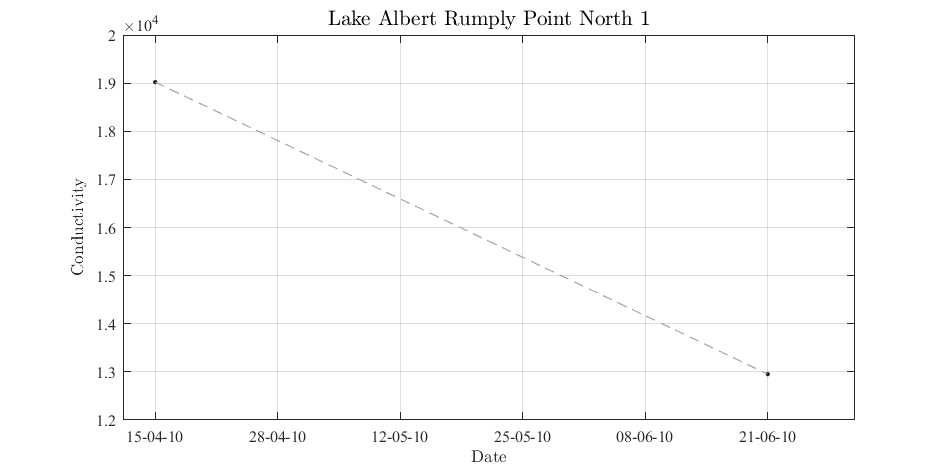 Lake Albert Rumply Point North 1
×10⁴
2
1.9
1.8
1.7
1.6
1.5
1.4
1.3
1.2
Conductivity
15-04-10 28-04-10 12-05-10 25-05-10 08-06-10 21-06-10
Date